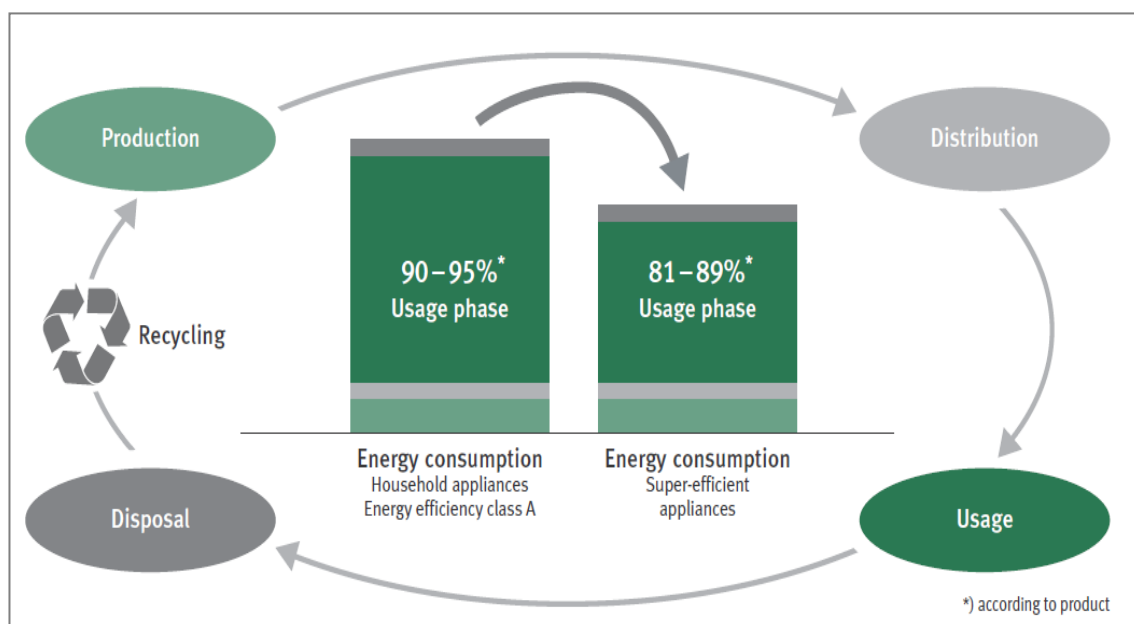 Production
Distribution
90–95%*
Usage phase
81–89%*
Usage phase
Recycling
Energy consumption
Household appliances
Energy efficiency class A
Energy consumption
Super-efficient
appliances
Disposal
Usage
*) according to product